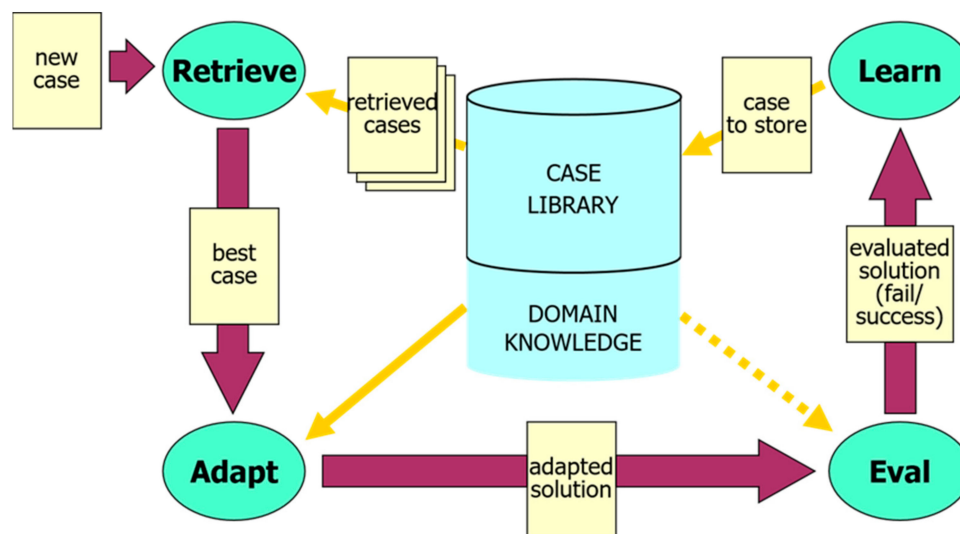 new
case
Retrieve
retrieved
cases
case
to store
Learn
CASE
LIBRARY
best
case
evaluated
solution
(fail/
success)
DOMAIN
KNOWLEDGE
Adapt
adapted
solution
Eval